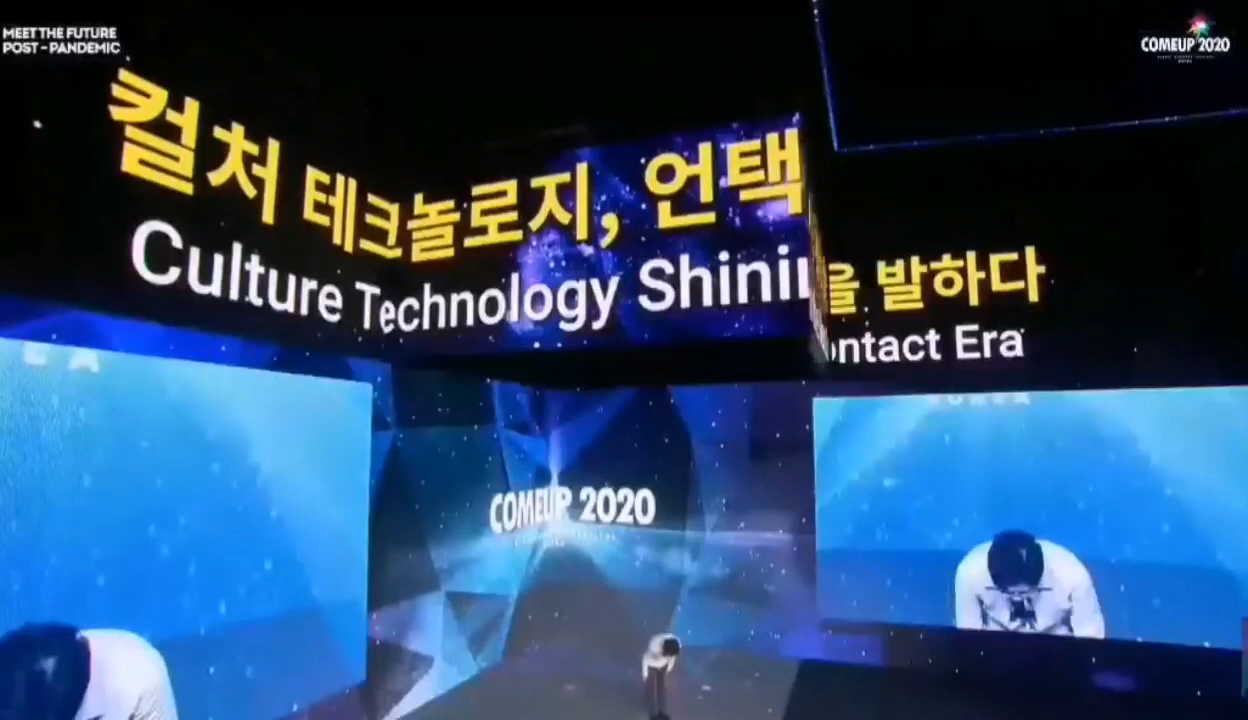 MEET THE FUTURE
POST-PANDEMIC
COMEUP 2020
컬처 테크놀로지, 언택
을 발하다
Culture Technology Shinin
ontact Era
COMEUP 2020